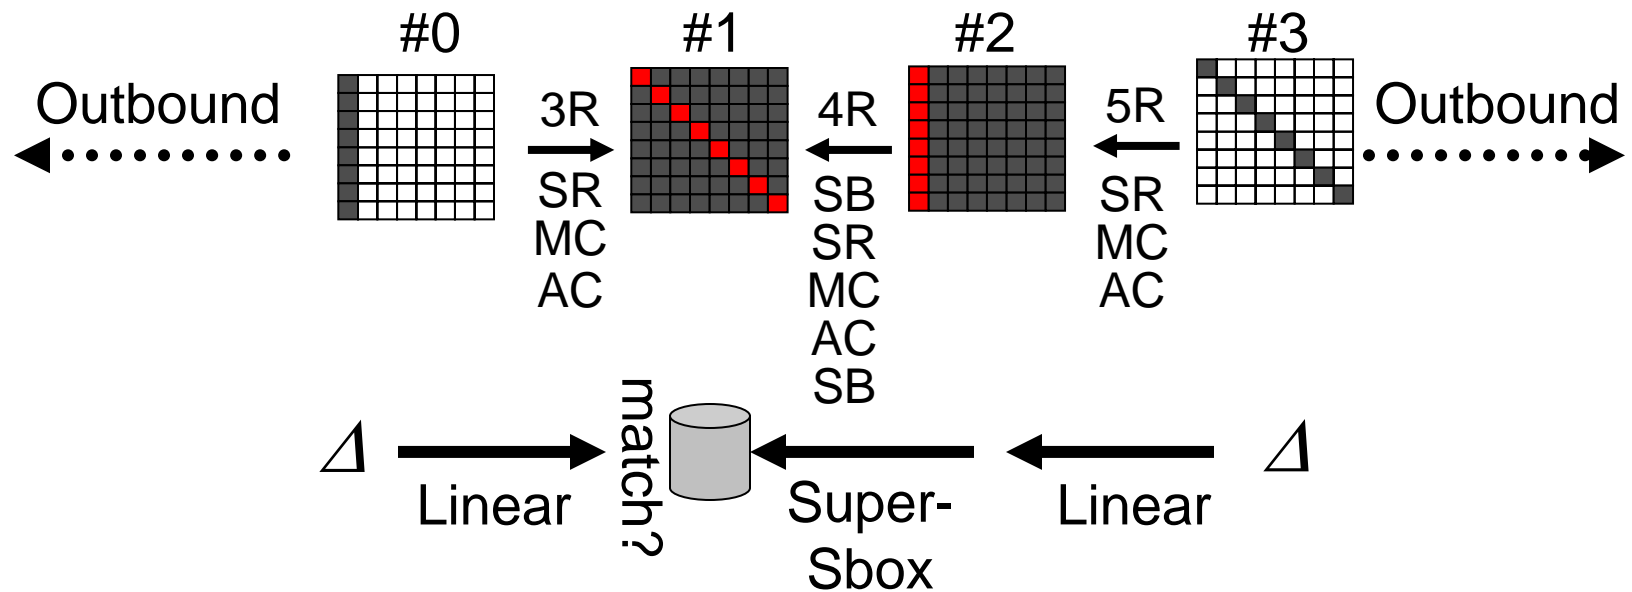 #0 #1 #2 #3
Outbound 3R 4R 5R Outbound
SR SB SR
MC SR MC
AC MC AC
AC
SB
Δ match? Δ
Linear Super- Linear
Sbox